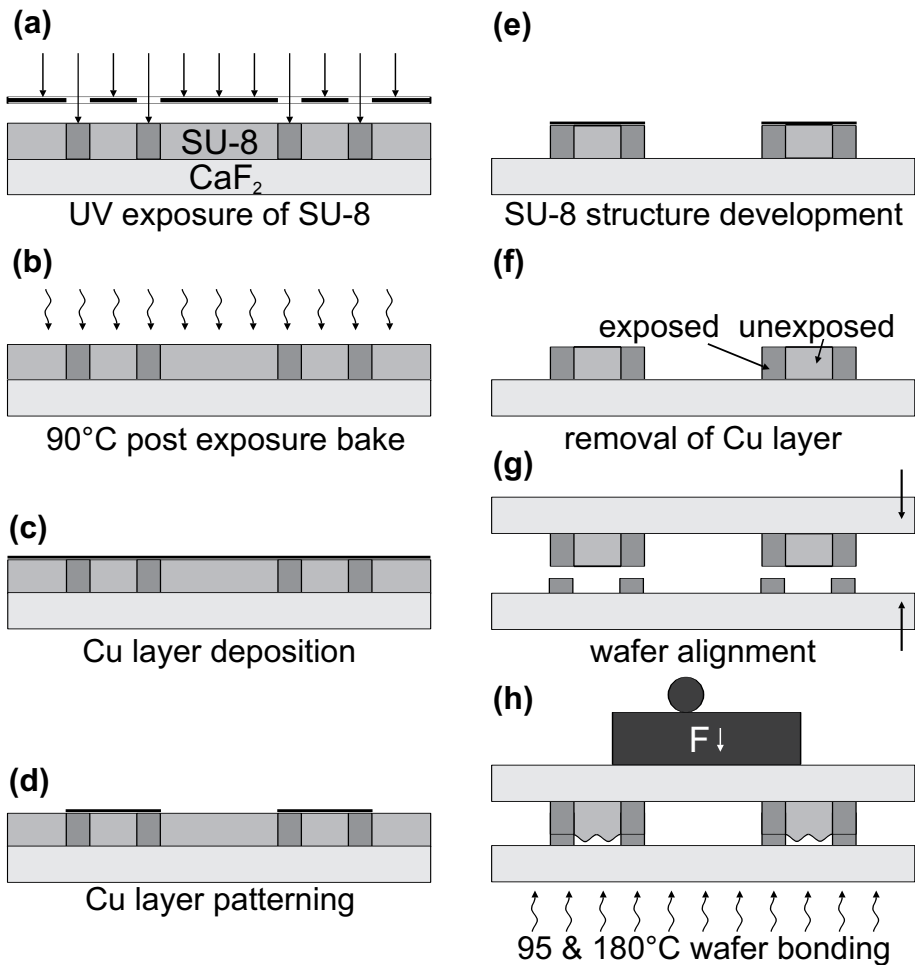 (a)
SU-8
CaF₂
UV exposure of SU-8
(b)
90°C post exposure bake
(c)
Cu layer deposition
(d)
Cu layer patterning
(e)
SU-8 structure development
(f)
exposed unexposed
removal of Cu layer
(g)
wafer alignment
(h)
F
95 & 180°C wafer bonding